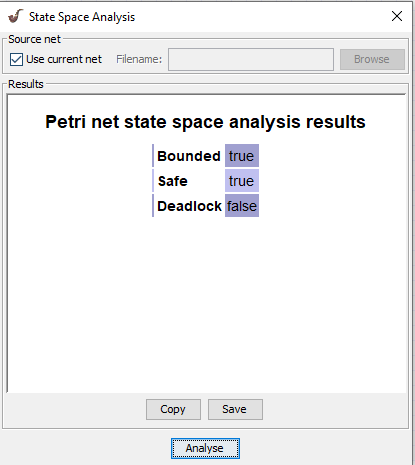 State Space Analysis
Source net
Use current net Filename: Browse
Results
Petri net state space analysis results
Bounded true
Safe true
Deadlock false
Copy Save
Analyse